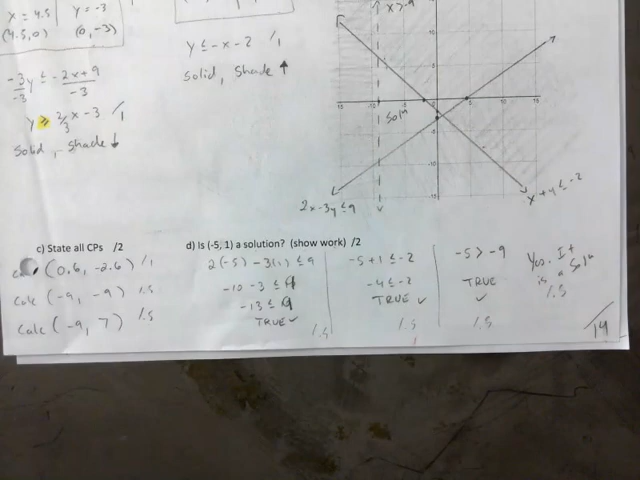 x = 4.5 y = -3
(4.5, 0) (0, -3)
-3y ≤ -2x + 9
-3 -3
y ≥ 2/3 x - 3 /1
solid, shade ↓
y ≤ -x - 2 /1
solid, shade ↑
x > -9
soln
2x - 3y ≤ 9
x + y ≤ -2
c) State all CPs /2
(0.6, -2.6) /1
calc (-9, -9) /.5
calc (-9, 7) /.5
d) Is (-5, 1) a solution? (show work) /2
2(-5) - 3(1) ≤ 9
-10 - 3 ≤ 9
-13 ≤ 9
TRUE ✓
/.5
-5 + 1 ≤ -2
-4 ≤ -2
TRUE ✓
/.5
-5 > -9
TRUE
✓
/.5
Yes. It
is a Soln
/.5
/14